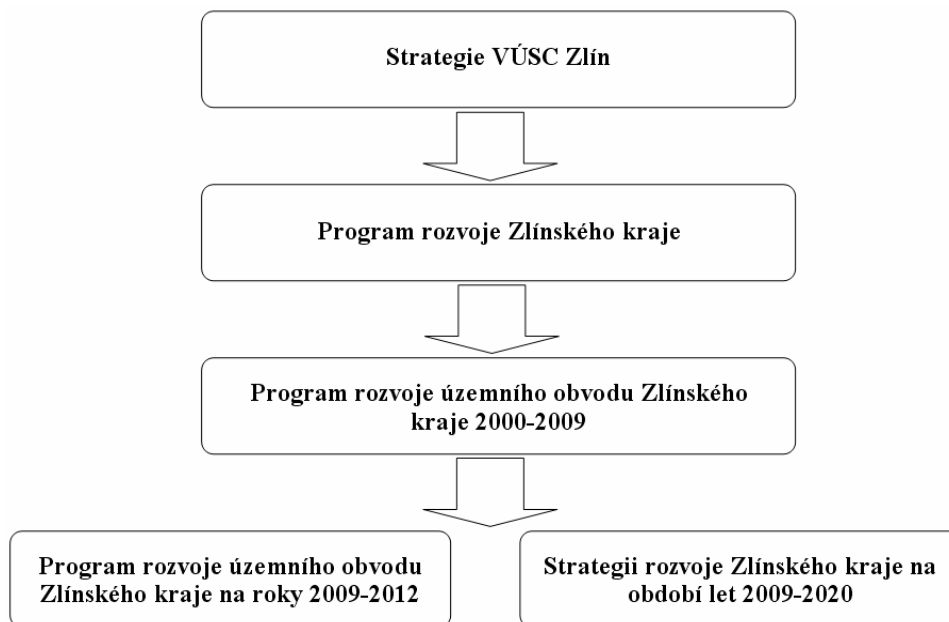 Strategie VÚSC Zlín
Program rozvoje Zlínského kraje
Program rozvoje územního obvodu Zlínského
kraje 2000-2009
Program rozvoje územního obvodu
Zlínského kraje na roky 2009-2012
Strategii rozvoje Zlínského kraje na
období let 2009-2020